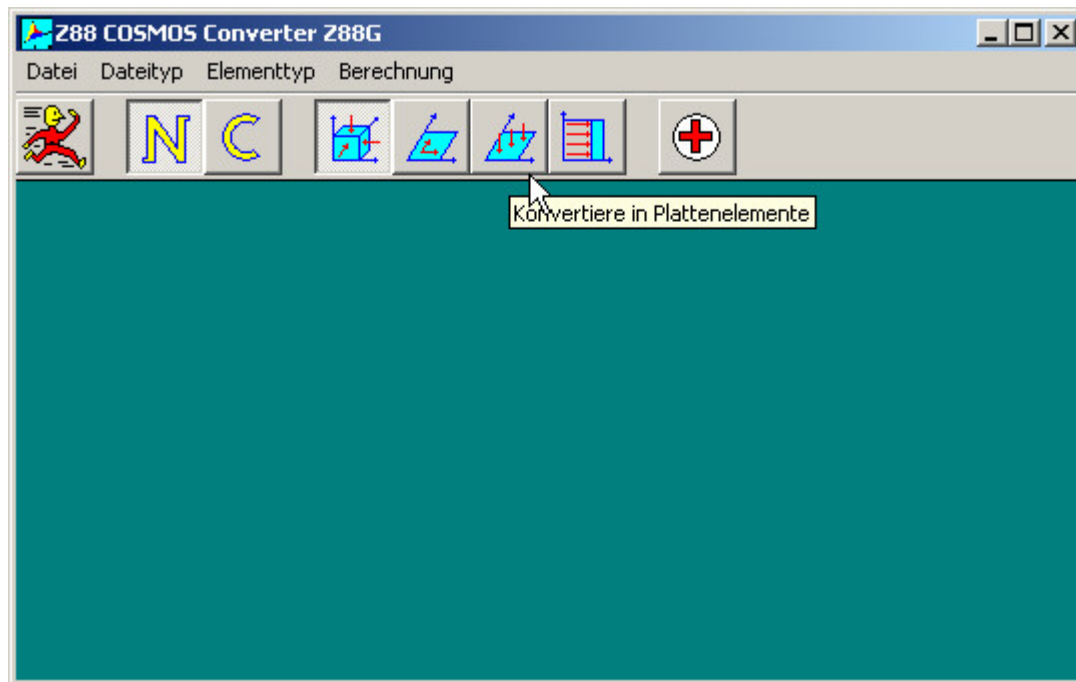 Z88 COSMOS Converter Z88G
Datei Dateityp Elementtyp Berechnung
N C
Konvertiere in Plattenelemente